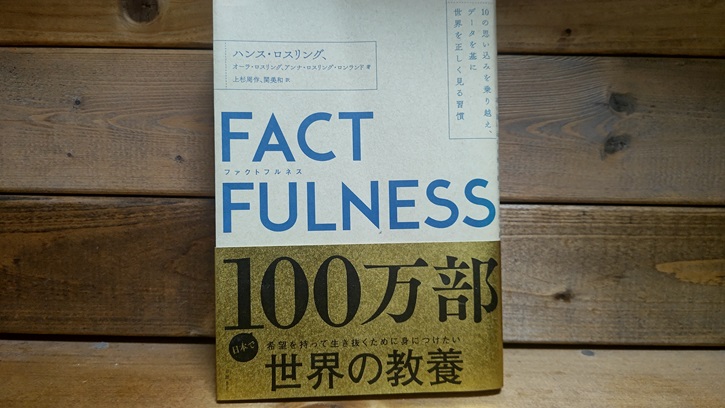 10の思い込みを乗り越え、
データを基に
世界を正しく見る習慣
ハンス・ロスリング、
オーラ・ロスリング、アンナ・ロスリング・ロンランド 著
上杉周作、関美和 訳
FACT
ファクトフルネス
FULNESS
100万部
日本で
希望を持って生き抜くために身につけたい
世界の教養